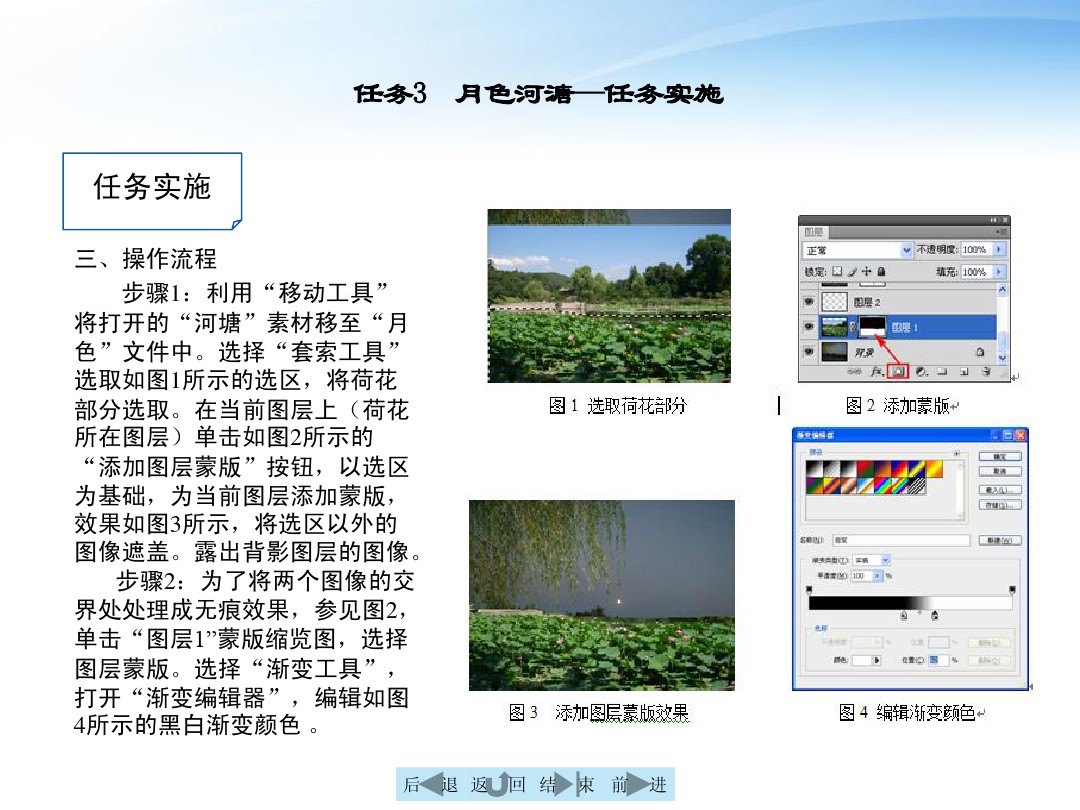 任务3 月色河溏—任务实施
任务实施
三、操作流程
步骤1：利用“移动工具”
将打开的“河塘”素材移至“月
色”文件中。选择“套索工具”
选取如图1所示的选区，将荷花
部分选取。在当前图层上（荷花
所在图层）单击如图2所示的
“添加图层蒙版”按钮，以选区
为基础，为当前图层添加蒙版，
效果如图3所示，将选区以外的
图像遮盖。露出背影图层的图像。
步骤2：为了将两个图像的交
界处处理成无痕效果，参见图2，
单击“图层1”蒙版缩览图，选择
图层蒙版。选择“渐变工具”，
打开“渐变编辑器”，编辑如图
4所示的黑白渐变颜色 。
图 1 选取荷花部分
图层
正常 不透明度: 100%
锁定: 填充: 100%
图层 2
图层 1
背景
图 2 添加蒙版
图 3 添加图层蒙版效果
渐变编辑器
预设
确定
取消
载入(L)...
存储(S)...
名称(N): 自定
新建(W)
渐变类型(T): 实底
平滑度(M): 100 %
色标
不透明度: % 位置: % 删除(D)
颜色: 位置(C): % 删除(D)
图 4 编辑渐变颜色
后退 返回 结束 前进